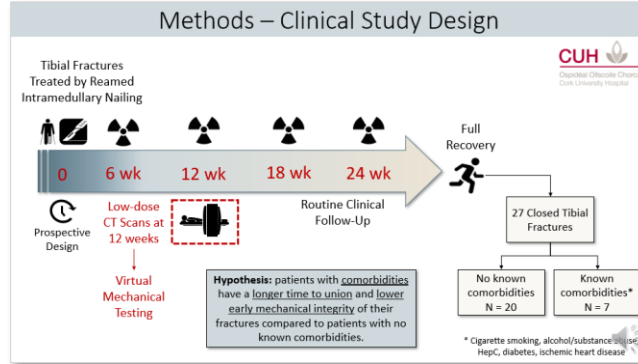 Methods – Clinical Study Design
CUH
Ospidéal Ollscoile Chorcaí
Cork University Hospital
Tibial Fractures
Treated by Reamed
Intramedullary Nailing
0
6 wk
12 wk
18 wk
24 wk
Full
Recovery
Prospective
Design
Low-dose
CT Scans at
12 weeks
Routine Clinical
Follow-Up
Virtual
Mechanical
Testing
27 Closed Tibial
Fractures
No known
comorbidities
N = 20
Known
comorbidities*
N = 7
Hypothesis: patients with comorbidities
have a longer time to union and lower
early mechanical integrity of their
fractures compared to patients with no
known comorbidities.
* Cigarette smoking, alcohol/substance abuse,
HepC, diabetes, ischemic heart disease